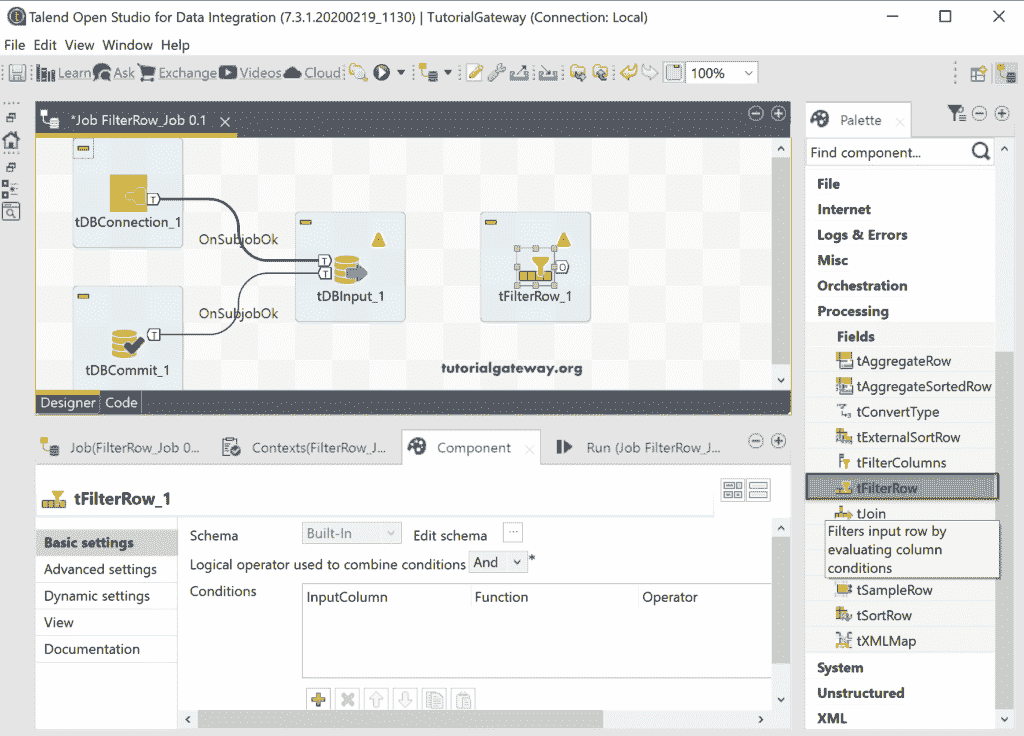 Talend Open Studio for Data Integration (7.3.1.20200219_1130) | TutorialGateway (Connection: Local)
File Edit View Window Help
Learn Ask Exchange Videos Cloud 100%
*Job FilterRow_Job 0.1
tDBConnection_1
OnSubjobOk
tDBInput_1
tFilterRow_1
OnSubjobOk
tDBCommit_1
tutorialgateway.org
Designer Code
Palette
Find component...
File
Internet
Logs & Errors
Misc
Orchestration
Processing
Fields
tAggregateRow
tAggregateSortedRow
tConvertType
tExternalSortRow
tFilterColumns
tFilterRow
tJoin
Filters input row by
evaluating column
conditions
tSampleRow
tSortRow
tXMLMap
System
Unstructured
XML
Job(FilterRow_Job 0... Contexts(FilterRow_J... Component Run (Job FilterRow_J...
tFilterRow_1
Basic settings
Advanced settings
Dynamic settings
View
Documentation
Schema Built-In Edit schema ...
Logical operator used to combine conditions And *
Conditions
InputColumn Function Operator